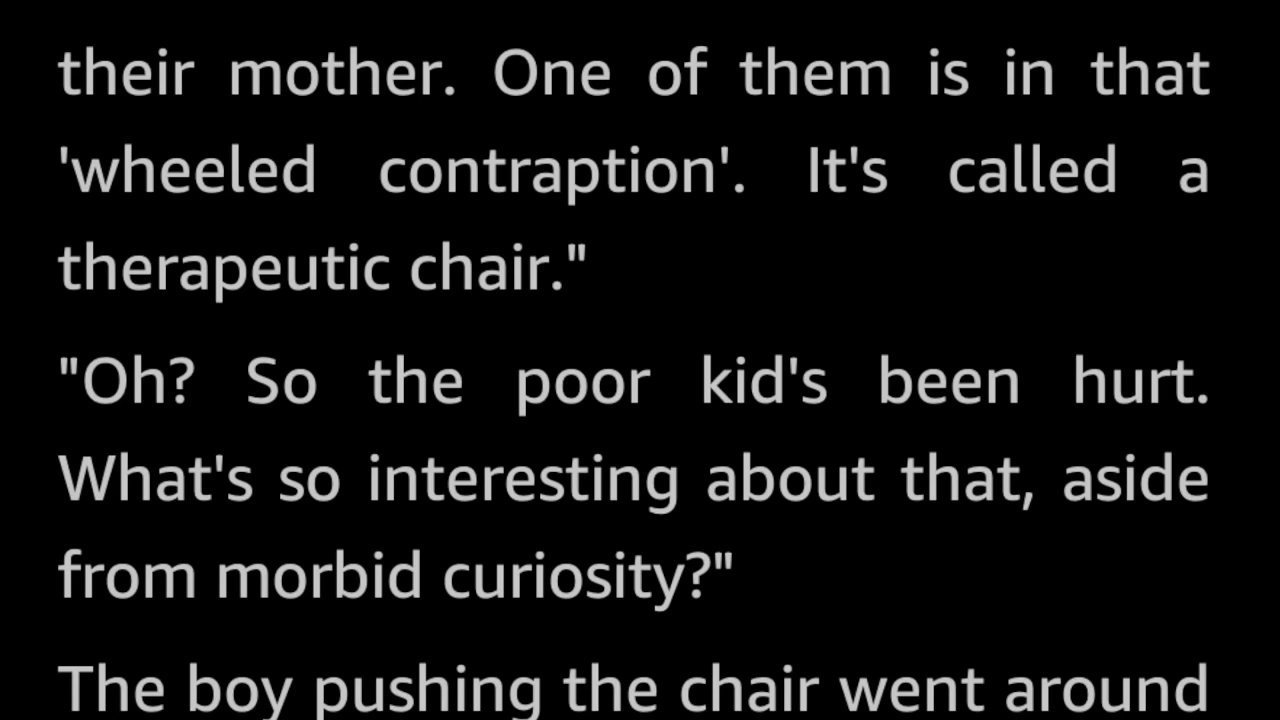 their mother. One of them is in that
'wheeled contraption'. It's called a
therapeutic chair."
"Oh? So the poor kid's been hurt.
What's so interesting about that, aside
from morbid curiosity?"
The boy pushing the chair went around